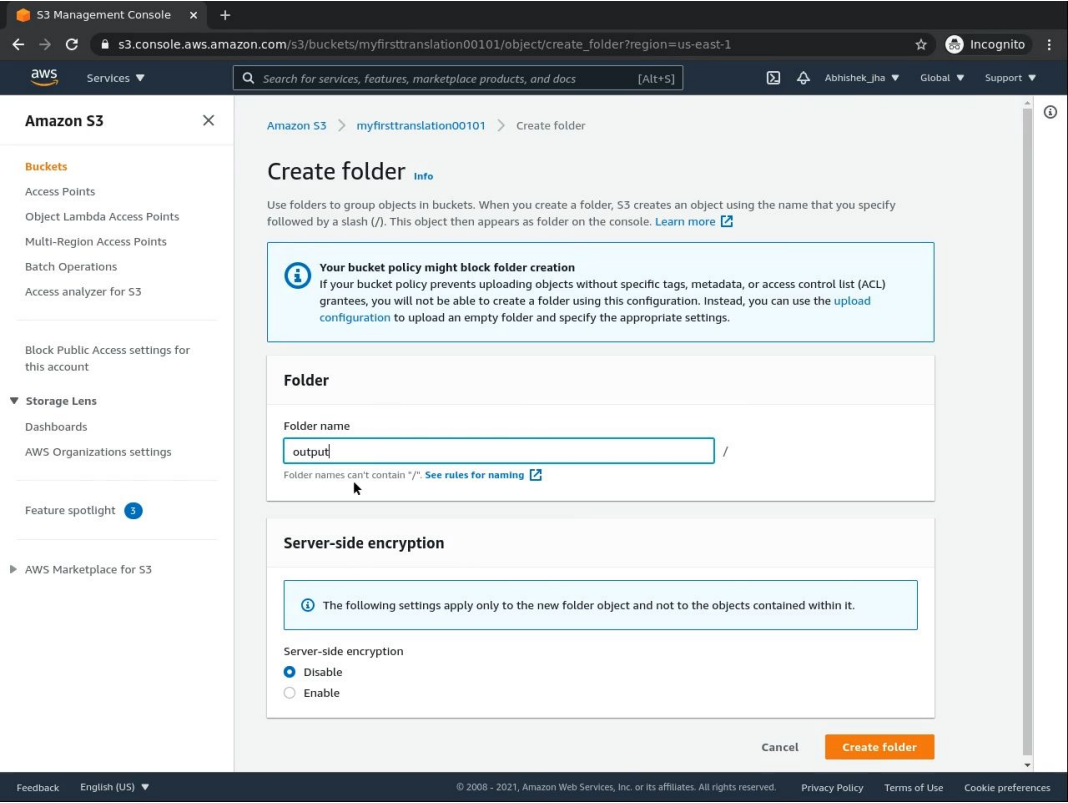 S3 Management Console
s3.console.aws.amazon.com/s3/buckets/myfirsttranslation00101/object/create_folder?region=us-east-1
Incognito
aws
Services
Search for services, features, marketplace products, and docs
[Alt+S]
Abhishek_jha
Global
Support
Amazon S3
Buckets
Access Points
Object Lambda Access Points
Multi-Region Access Points
Batch Operations
Access analyzer for S3
Block Public Access settings for
this account
Storage Lens
Dashboards
AWS Organizations settings
Feature spotlight 3
AWS Marketplace for S3
Amazon S3 > myfirsttranslation00101 > Create folder
Create folder Info
Use folders to group objects in buckets. When you create a folder, S3 creates an object using the name that you specify
followed by a slash (/). This object then appears as folder on the console. Learn more
Your bucket policy might block folder creation
If your bucket policy prevents uploading objects without specific tags, metadata, or access control list (ACL)
grantees, you will not be able to create a folder using this configuration. Instead, you can use the upload
configuration to upload an empty folder and specify the appropriate settings.
Folder
Folder name
output /
Folder names can't contain "/". See rules for naming
Server-side encryption
The following settings apply only to the new folder object and not to the objects contained within it.
Server-side encryption
Disable
Enable
Cancel
Create folder
Feedback
English (US)
© 2008 - 2021, Amazon Web Services, Inc. or its affiliates. All rights reserved.
Privacy Policy
Terms of Use
Cookie preferences